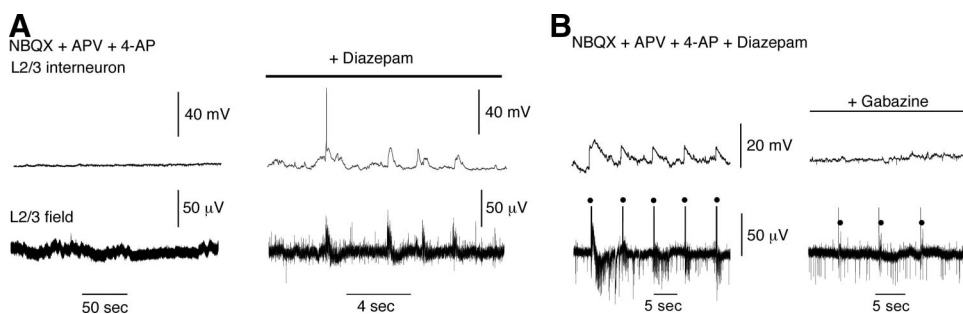 A
NBQX + APV + 4-AP
L2/3 interneuron
+ Diazepam
40 mV
40 mV
L2/3 field
50 µV
50 µV
50 sec
4 sec
B
NBQX + APV + 4-AP + Diazepam
+ Gabazine
20 mV
50 µV
5 sec
5 sec